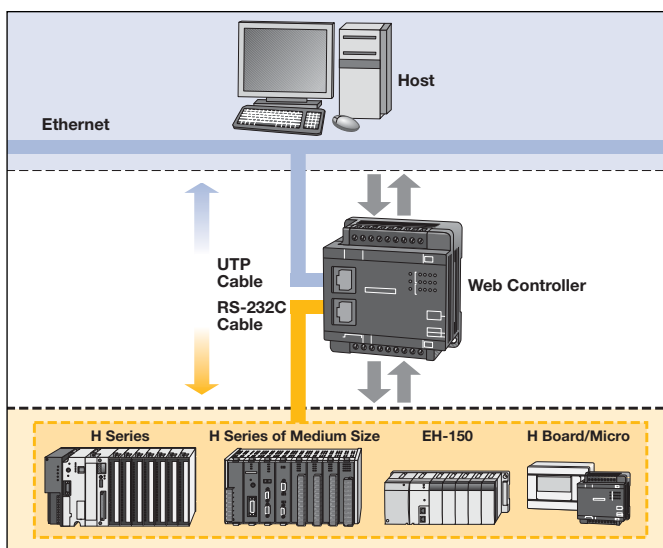 Host
Ethernet
UTP
Cable
RS-232C
Cable
Web Controller
H Series
H Series of Medium Size
EH-150
H Board/Micro